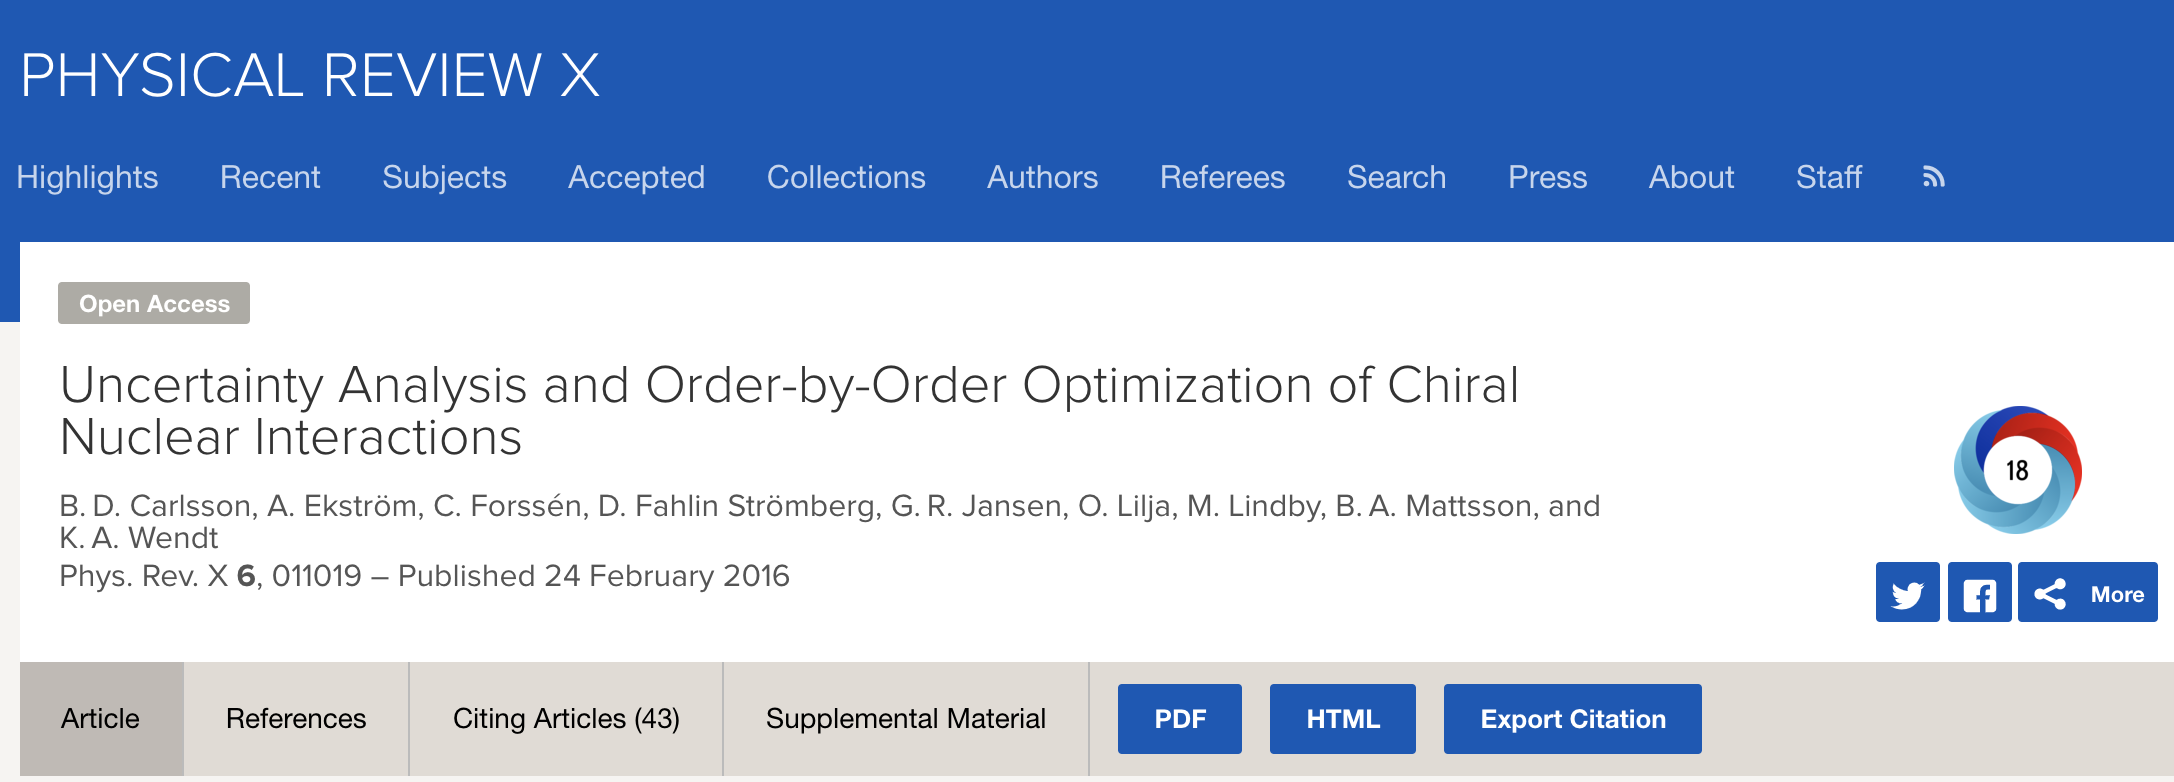 PHYSICAL REVIEW X
Highlights Recent Subjects Accepted Collections Authors Referees Search Press About Staff
Open Access
Uncertainty Analysis and Order-by-Order Optimization of Chiral
Nuclear Interactions
B. D. Carlsson, A. Ekström, C. Forssén, D. Fahlin Strömberg, G. R. Jansen, O. Lilja, M. Lindby, B. A. Mattsson, and
K. A. Wendt
Phys. Rev. X 6, 011019 – Published 24 February 2016
18
More
Article References Citing Articles (43) Supplemental Material PDF HTML Export Citation